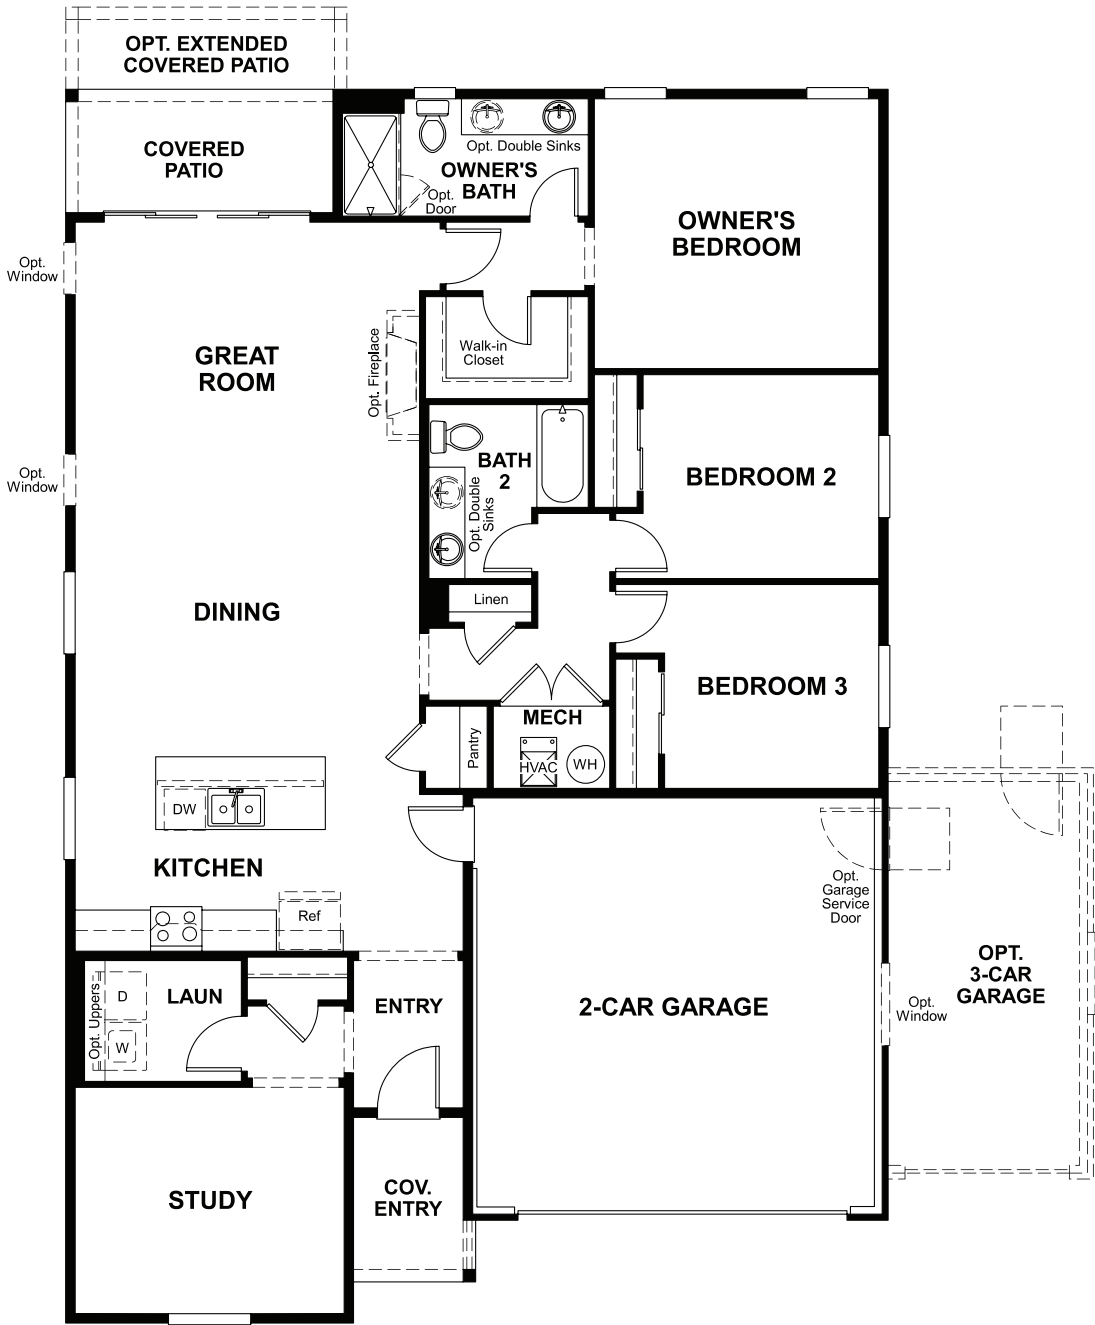 OPT. EXTENDED
COVERED PATIO
COVERED
PATIO
Opt. Double Sinks
OWNER'S
BATH
Opt.
Door
OWNER'S
BEDROOM
Opt.
Window
GREAT
ROOM
Opt. Fireplace
Walk-in
Closet
Opt.
Window
BATH
2
Opt. Double
Sinks
BEDROOM 2
Linen
DINING
BEDROOM 3
MECH
Pantry
HVAC
WH
DW
KITCHEN
Ref
Opt.
Garage
Service
Door
Opt. Uppers
D
W
LAUN
ENTRY
2-CAR GARAGE
Opt.
Window
OPT.
3-CAR
GARAGE
STUDY
COV.
ENTRY